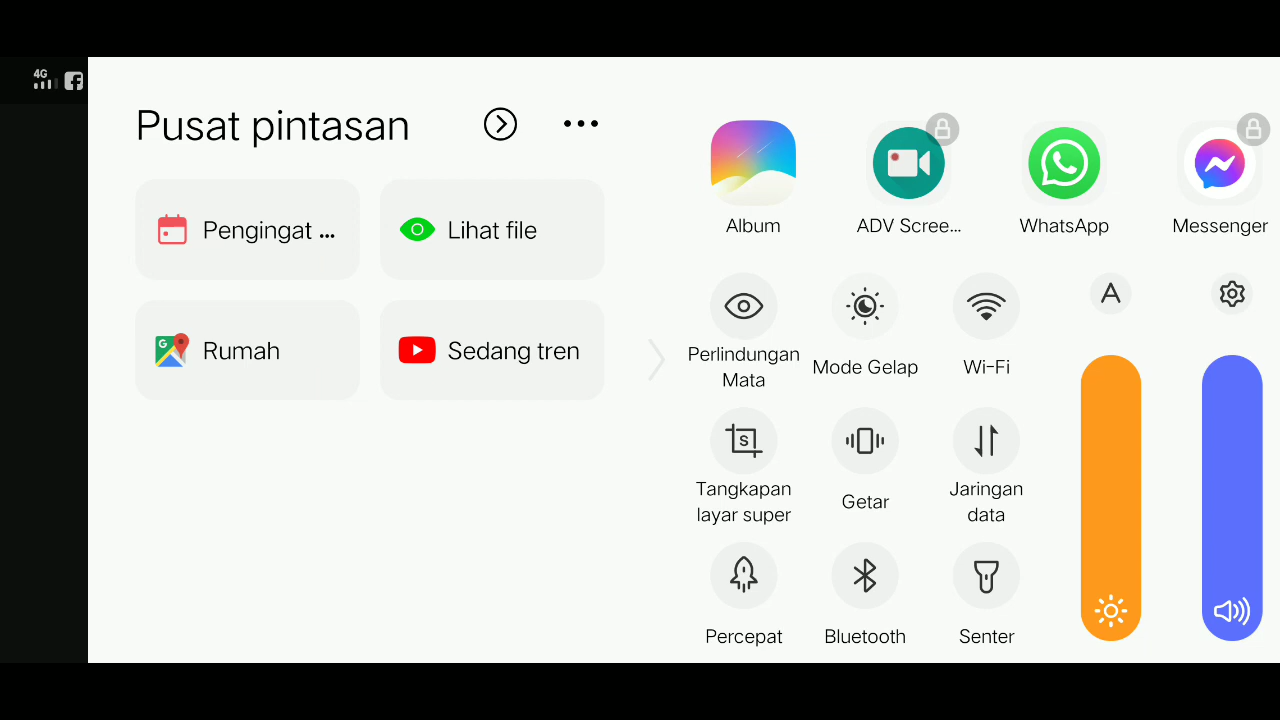 4G
Pusat pintasan
Pengingat ...
Lihat file
Rumah
Sedang tren
Album
ADV Scree...
WhatsApp
Messenger
Perlindungan
Mata
Mode Gelap
Wi-Fi
A
Tangkapan
layar super
Getar
Jaringan
data
Percepat
Bluetooth
Senter